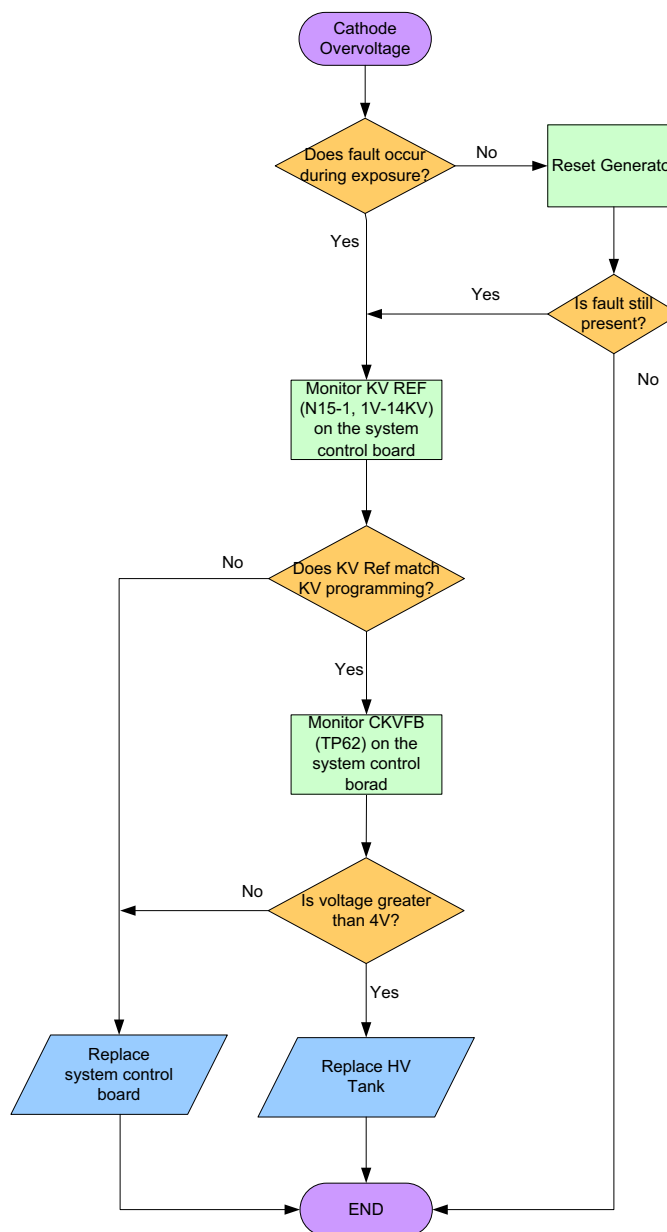 Cathode
Overvoltage
Does fault occur
during exposure?
No
Reset Generator
Yes
Yes
Is fault still
present?
No
Monitor KV REF
(N15-1, 1V-14KV)
on the system
control board
No
Does KV Ref match
KV programming?
Yes
Monitor CKVFB
(TP62) on the
system control
borad
No
Is voltage greater
than 4V?
Yes
Replace
system control
board
Replace HV
Tank
END